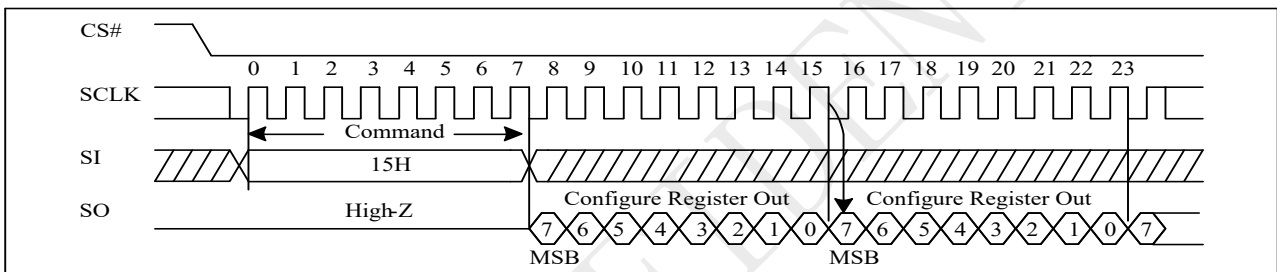 CS#
0 1 2 3 4 5 6 7 8 9 10 11 12 13 14 15 16 17 18 19 20 21 22 23
SCLK
Command
SI
15H
Configure Register Out Configure Register Out
SO
High-Z
7 6 5 4 3 2 1 0 7 6 5 4 3 2 1 0 7
MSB MSB